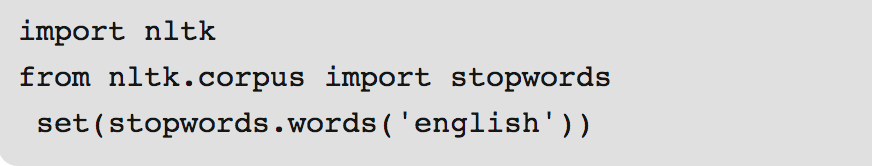 import nltk
from nltk.corpus import stopwords
 set(stopwords.words('english'))